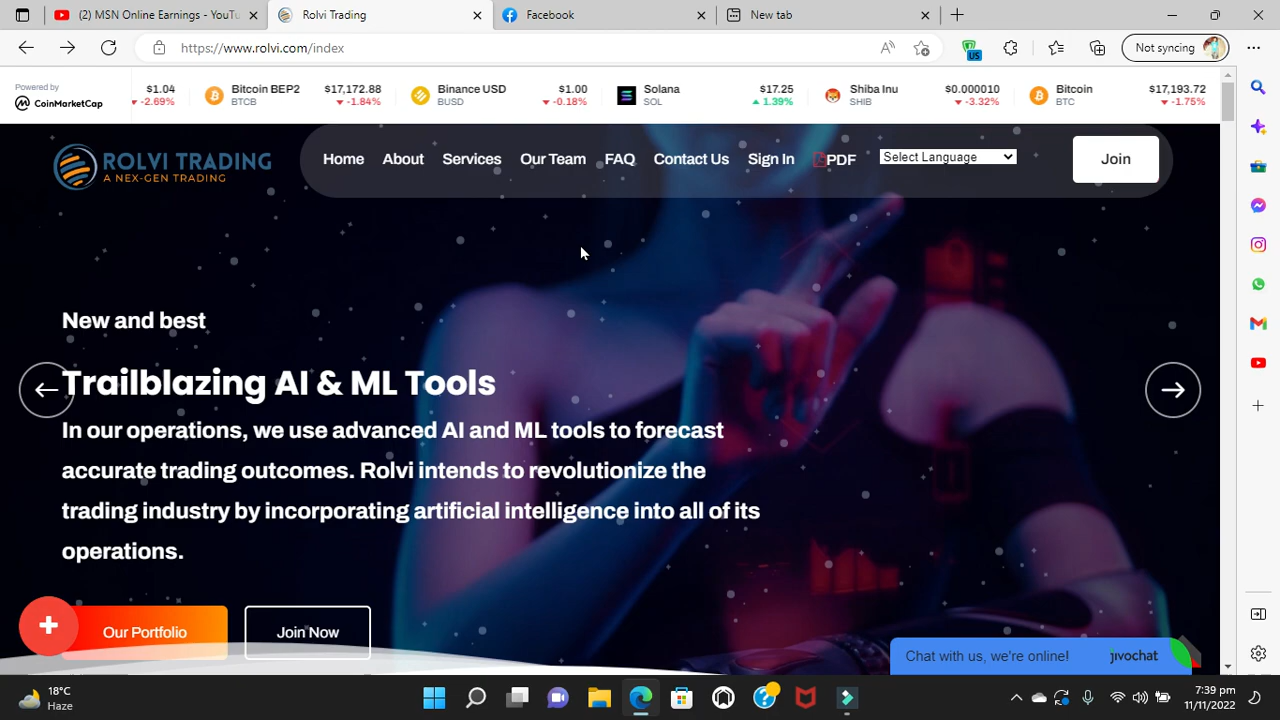 (2) MSN Online Earnings - YouTu
Rolvi Trading
Facebook
New tab
https://www.rolvi.com/index
Not syncing
US
Powered by
CoinMarketCap
$1.04
-2.69%
Bitcoin BEP2
BTCB
$17,172.88
-1.84%
Binance USD
BUSD
$1.00
-0.18%
Solana
SOL
$17.25
1.39%
Shiba Inu
SHIB
$0.000010
-3.32%
Bitcoin
BTC
$17,193.72
-1.75%
ROLVI TRADING
A NEX-GEN TRADING
Home
About
Services
Our Team
FAQ
Contact Us
Sign In
PDF
Select Language
Join
New and best
Trailblazing AI & ML Tools
In our operations, we use advanced AI and ML tools to forecast
accurate trading outcomes. Rolvi intends to revolutionize the
trading industry by incorporating artificial intelligence into all of its
operations.
Our Portfolio
Join Now
Chat with us, we're online!
jivochat
18°C
Haze
7:39 pm
11/11/2022